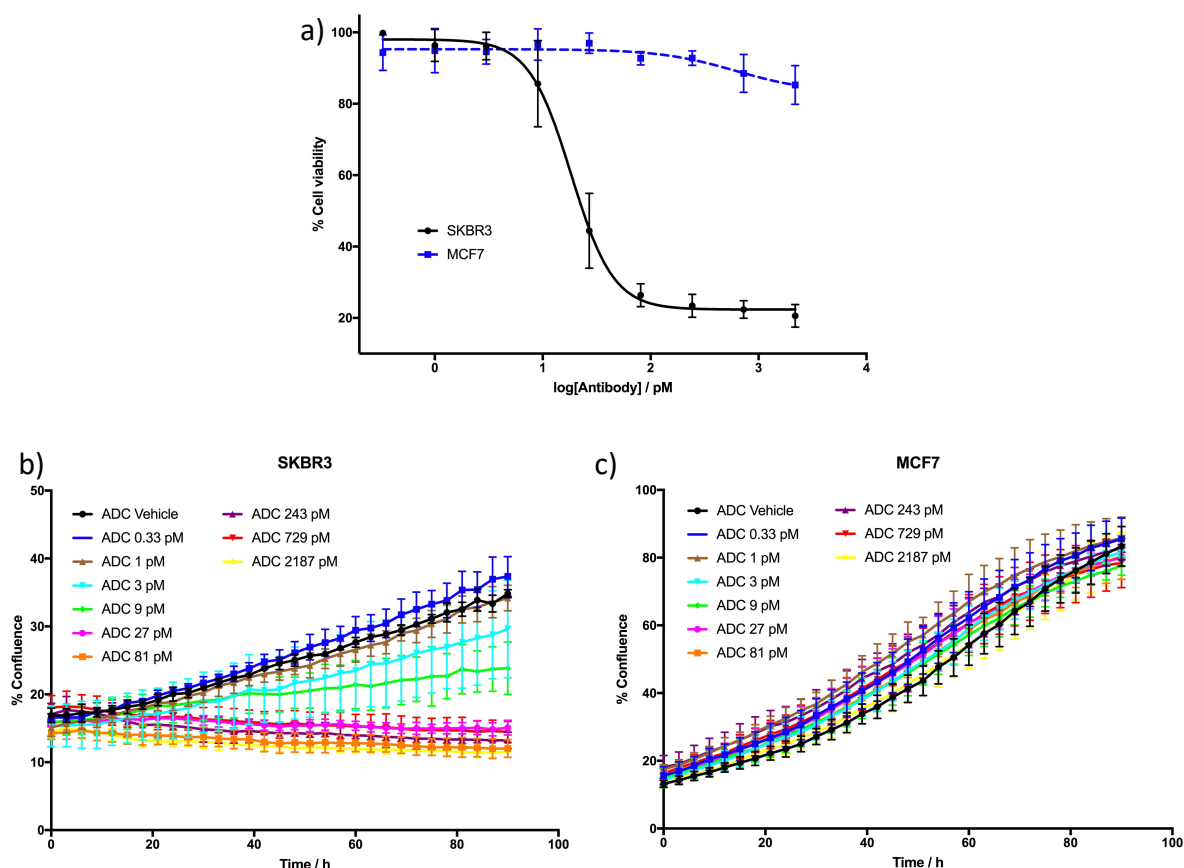 a)
100
80
60
40
20
% Cell viability
SKBR3
MCF7
0
1
2
3
4
log[Antibody] / pM
b)
SKBR3
50
40
30
20
10
0
% Confluence
ADC Vehicle
ADC 0.33 pM
ADC 1 pM
ADC 3 pM
ADC 9 pM
ADC 27 pM
ADC 81 pM
ADC 243 pM
ADC 729 pM
ADC 2187 pM
0
20
40
60
80
100
Time / h
c)
MCF7
100
80
60
40
20
0
% Confluence
ADC Vehicle
ADC 0.33 pM
ADC 1 pM
ADC 3 pM
ADC 9 pM
ADC 27 pM
ADC 81 pM
ADC 243 pM
ADC 729 pM
ADC 2187 pM
0
20
40
60
80
100
Time / h